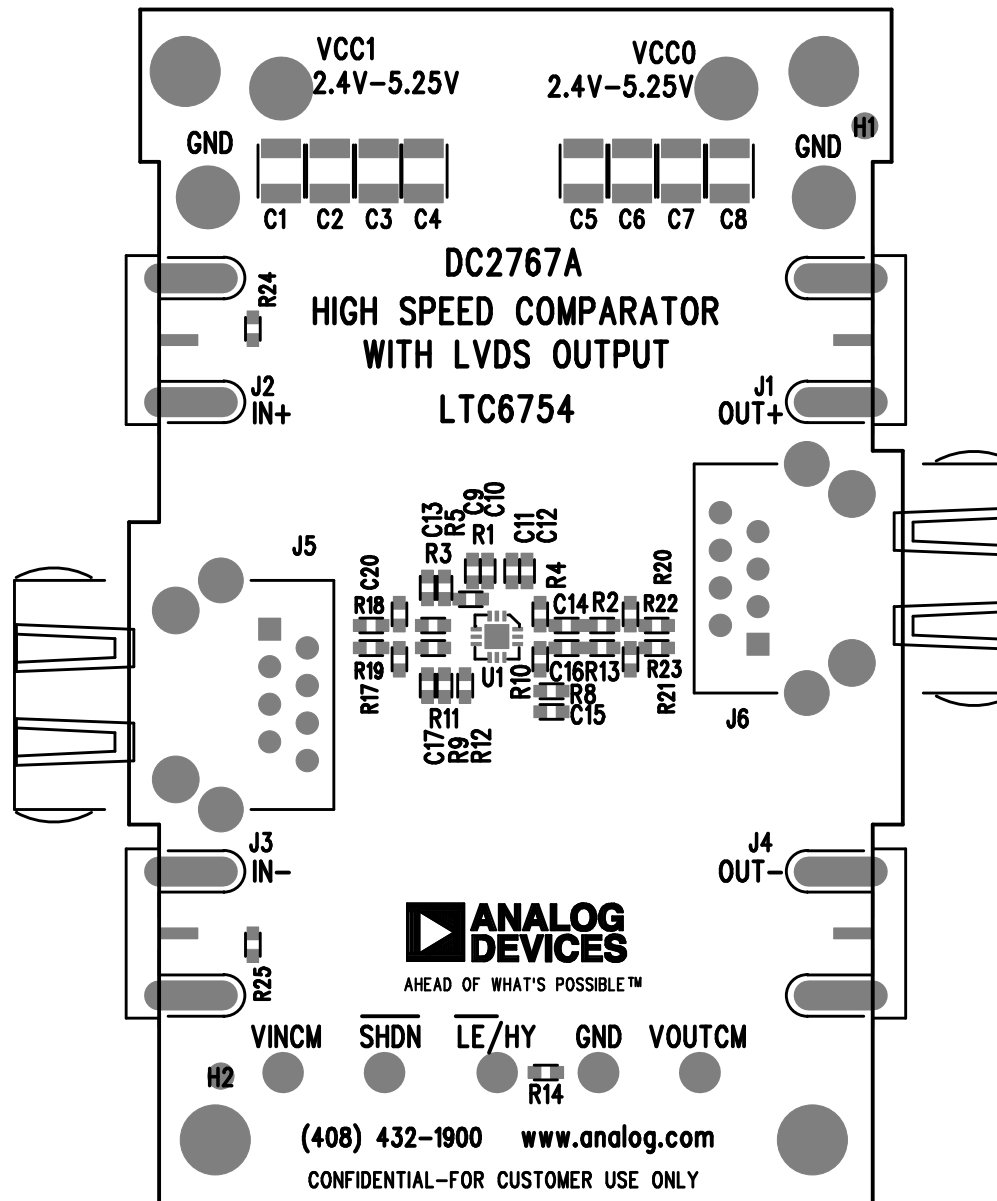 VCC1
2.4V-5.25V
VCC0
2.4V-5.25V
H1
GND
GND
C1 C2 C3 C4
C5 C6 C7 C8
DC2767A
HIGH SPEED COMPARATOR
WITH LVDS OUTPUT
LTC6754
R24
J2
IN+
J1
OUT+
J5
C20
C13
R5
C9
C10
C11
C12
R3
R1
R4
R20
R18
C14
R2
R22
R19
R17
U1
R10
C16
R13
R23
R21
R8
C15
R11
C17
R9
R12
J6
J3
IN-
J4
OUT-
R25
ANALOG
DEVICES
AHEAD OF WHAT'S POSSIBLE™
VINCM SHDN LE/HY GND VOUTCM
H2
R14
(408) 432-1900 www.analog.com
CONFIDENTIAL-FOR CUSTOMER USE ONLY